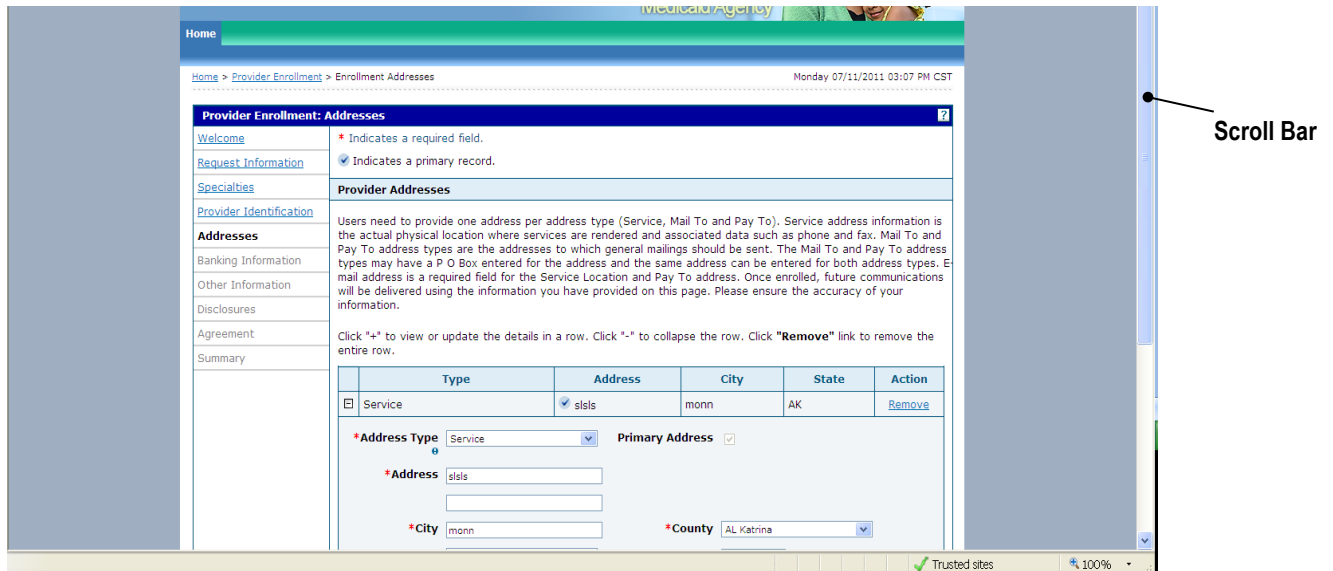 Medicaid Agency
Home
Home > Provider Enrollment > Enrollment Addresses
Monday 07/11/2011 03:07 PM CST
Provider Enrollment: Addresses
?
Welcome
Request Information
Specialties
Provider Identification
Addresses
Banking Information
Other Information
Disclosures
Agreement
Summary
* Indicates a required field.
Indicates a primary record.
Provider Addresses
Users need to provide one address per address type (Service, Mail To and Pay To). Service address information is
the actual physical location where services are rendered and associated data such as phone and fax. Mail To and
Pay To address types are the addresses to which general mailings should be sent. The Mail To and Pay To address
types may have a P O Box entered for the address and the same address can be entered for both address types. E-
mail address is a required field for the Service Location and Pay To address. Once enrolled, future communications
will be delivered using the information you have provided on this page. Please ensure the accuracy of your
information.
Click "+" to view or update the details in a row. Click "-" to collapse the row. Click "Remove" link to remove the
entire row.
Type Address City State Action
Service slsls monn AK Remove
*Address Type Service Primary Address
*Address slsls
*City monn *County AL Katrina
Trusted sites 100%
Scroll Bar